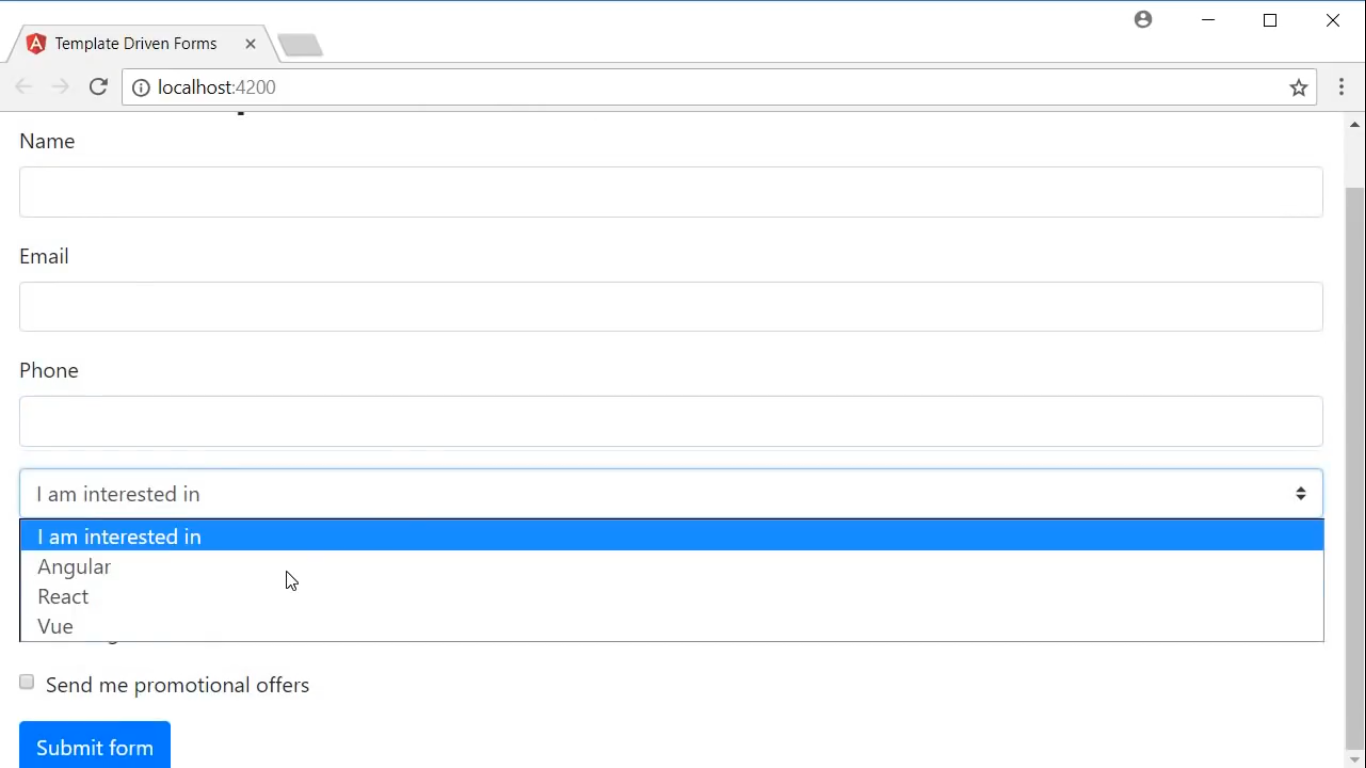 Template Driven Forms
localhost:4200
Name
Email
Phone
I am interested in
I am interested in
Angular
React
Vue
Send me promotional offers
Submit form